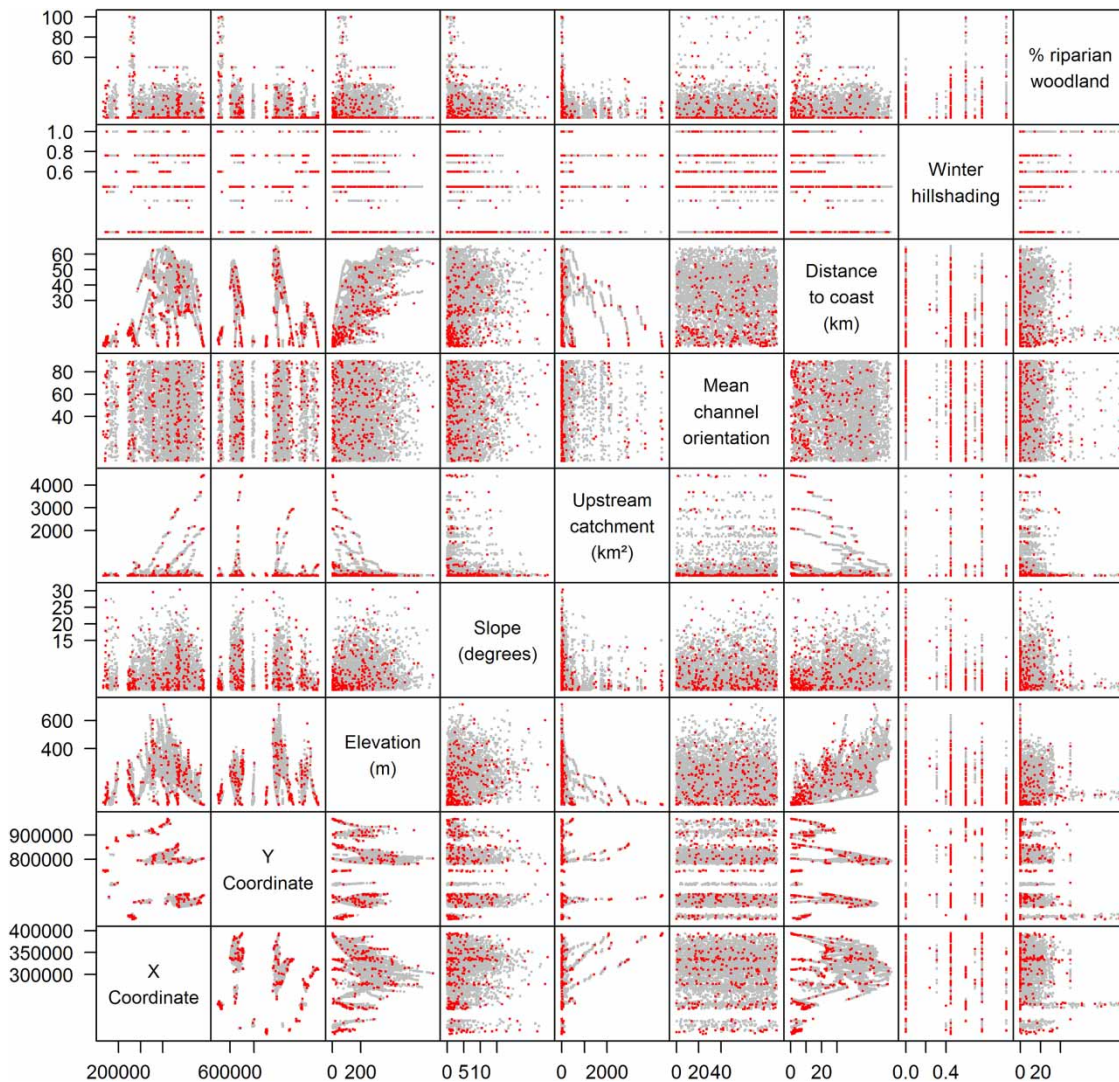 100
80
60
% riparian
woodland
1.0
0.8
0.6
Winter
hillshading
60
50
40
30
Distance
to coast
(km)
80
60
40
Mean
channel
orientation
4000
3000
2000
Upstream
catchment
(km²)
30
25
20
15
Slope
(degrees)
600
400
Elevation
(m)
900000
800000
Y
Coordinate
400000
350000
300000
X
Coordinate
200000 600000 0 200 0 510 0 2000 0 2040 0 20 0.0 0.4 0 20